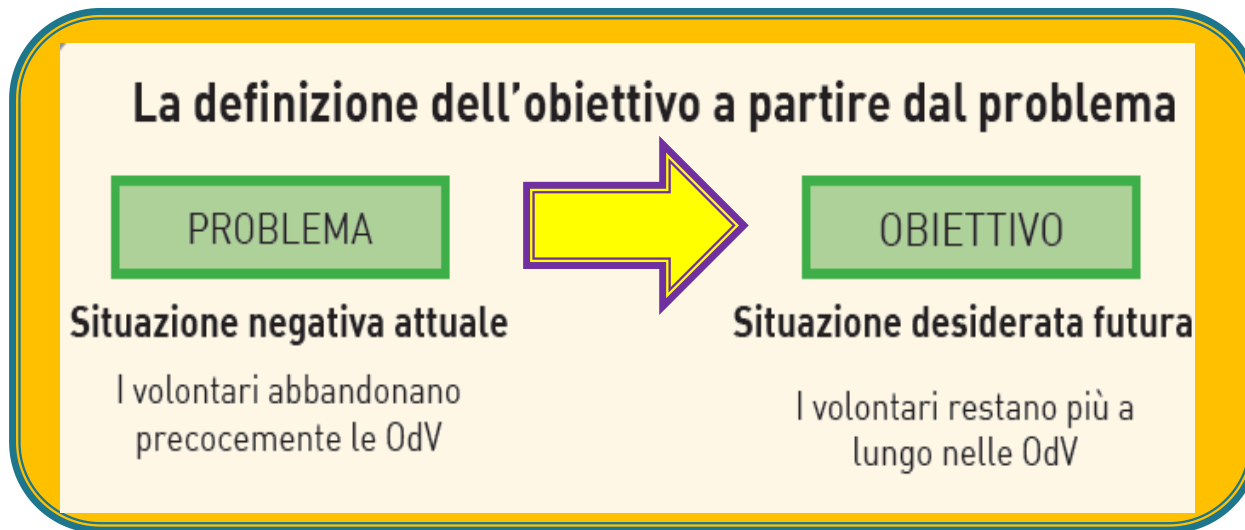 La definizione dell'obiettivo a partire dal problema
PROBLEMA
OBIETTIVO
Situazione negativa attuale
Situazione desiderata futura
I volontari abbandonano
precocemente le OdV
I volontari restano più a
lungo nelle OdV